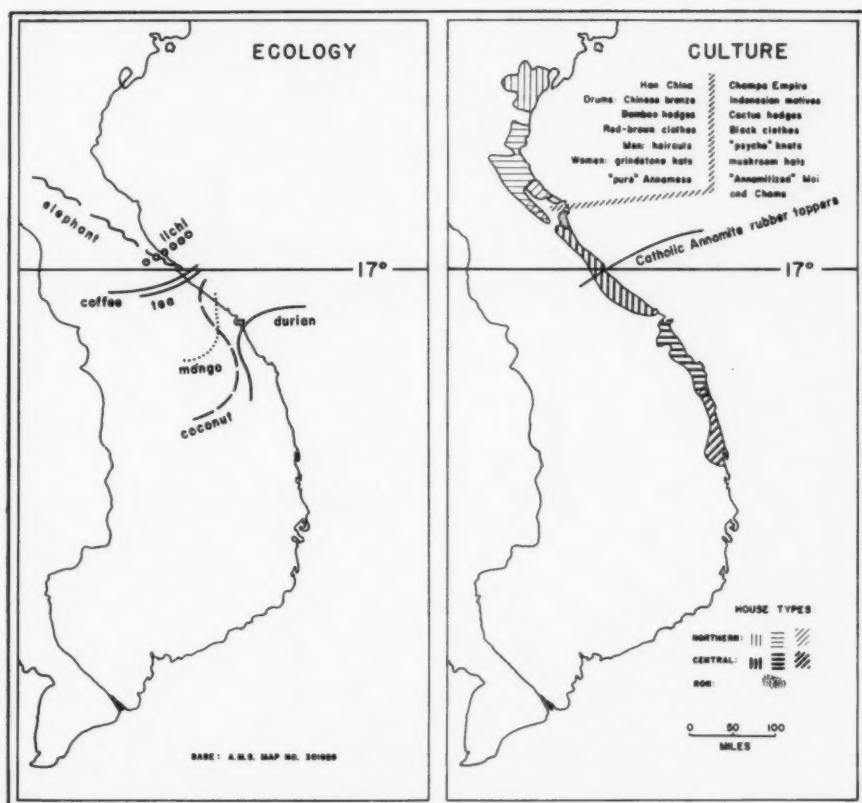 ECOLOGY
elephant
lichi
17°
coffee
tea
durian
mango
coconut
BASE: A.M.S. MAP NO. 301988
CULTURE
Han China
Drums: Chinese bronze
Bamboo hedges
Red-brown clothes
Men: haircuts
Women: grindstone hats
"pure" Annamese
Champa Empire
Indonesian motives
Cactus hedges
Black clothes
"psyche" knots
mushroom hats
"Annamitized" Moi
and Chams
Catholic Annamite rubber tappers
17°
HOUSE TYPES
NORTHERN:
CENTRAL:
RON:
0 50 100
MILES